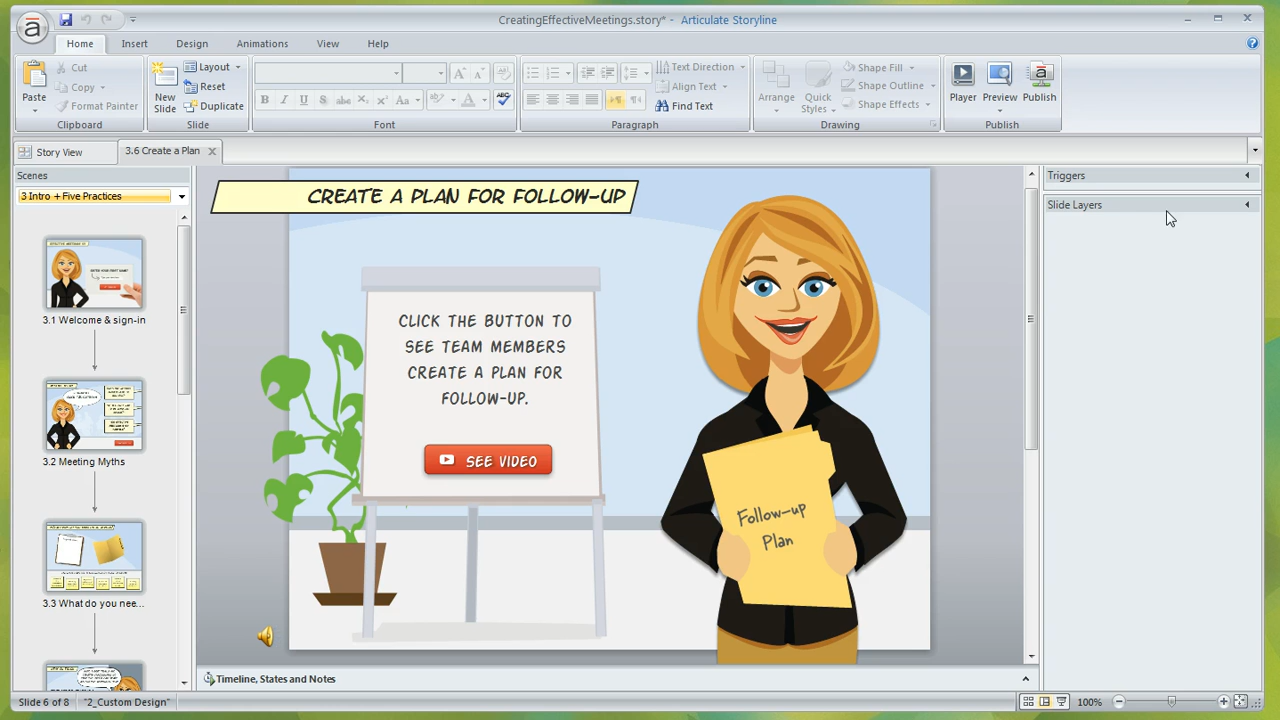 CreatingEffectiveMeetings.story* - Articulate Storyline
Home Insert Design Animations View Help
Paste
Cut
Copy
Format Painter
Clipboard
New Slide
Layout
Reset
Duplicate
Slide
Font
Text Direction
Align Text
Find Text
Paragraph
Arrange
Quick Styles
Shape Fill
Shape Outline
Shape Effects
Drawing
Player
Preview
Publish
Publish
Story View
3.6 Create a Plan
Scenes
3 Intro + Five Practices
3.1 Welcome & sign-in
3.2 Meeting Myths
3.3 What do you nee...
CREATE A PLAN FOR FOLLOW-UP
CLICK THE BUTTON TO
SEE TEAM MEMBERS
CREATE A PLAN FOR
FOLLOW-UP.
SEE VIDEO
Follow-up
Plan
Triggers
Slide Layers
Timeline, States and Notes
Slide 6 of 8
"2_Custom Design"
100%